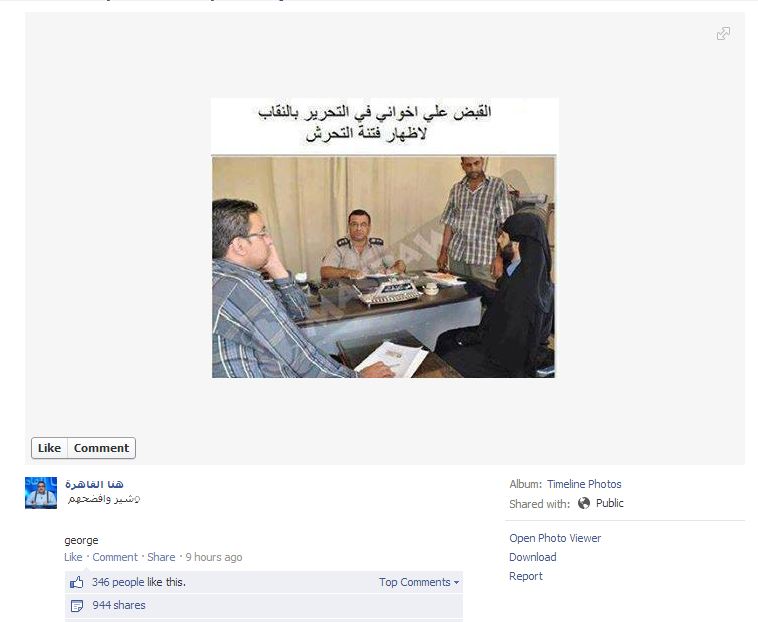 القبض علي اخواني في التحرير بالنقاب
لاظهار فتنة التحرش
Like Comment
هنا القاهرة
شير وافضحهم
george
Like · Comment · Share · 9 hours ago
346 people like this.
Top Comments
944 shares
Album: Timeline Photos
Shared with: Public
Open Photo Viewer
Download
Report